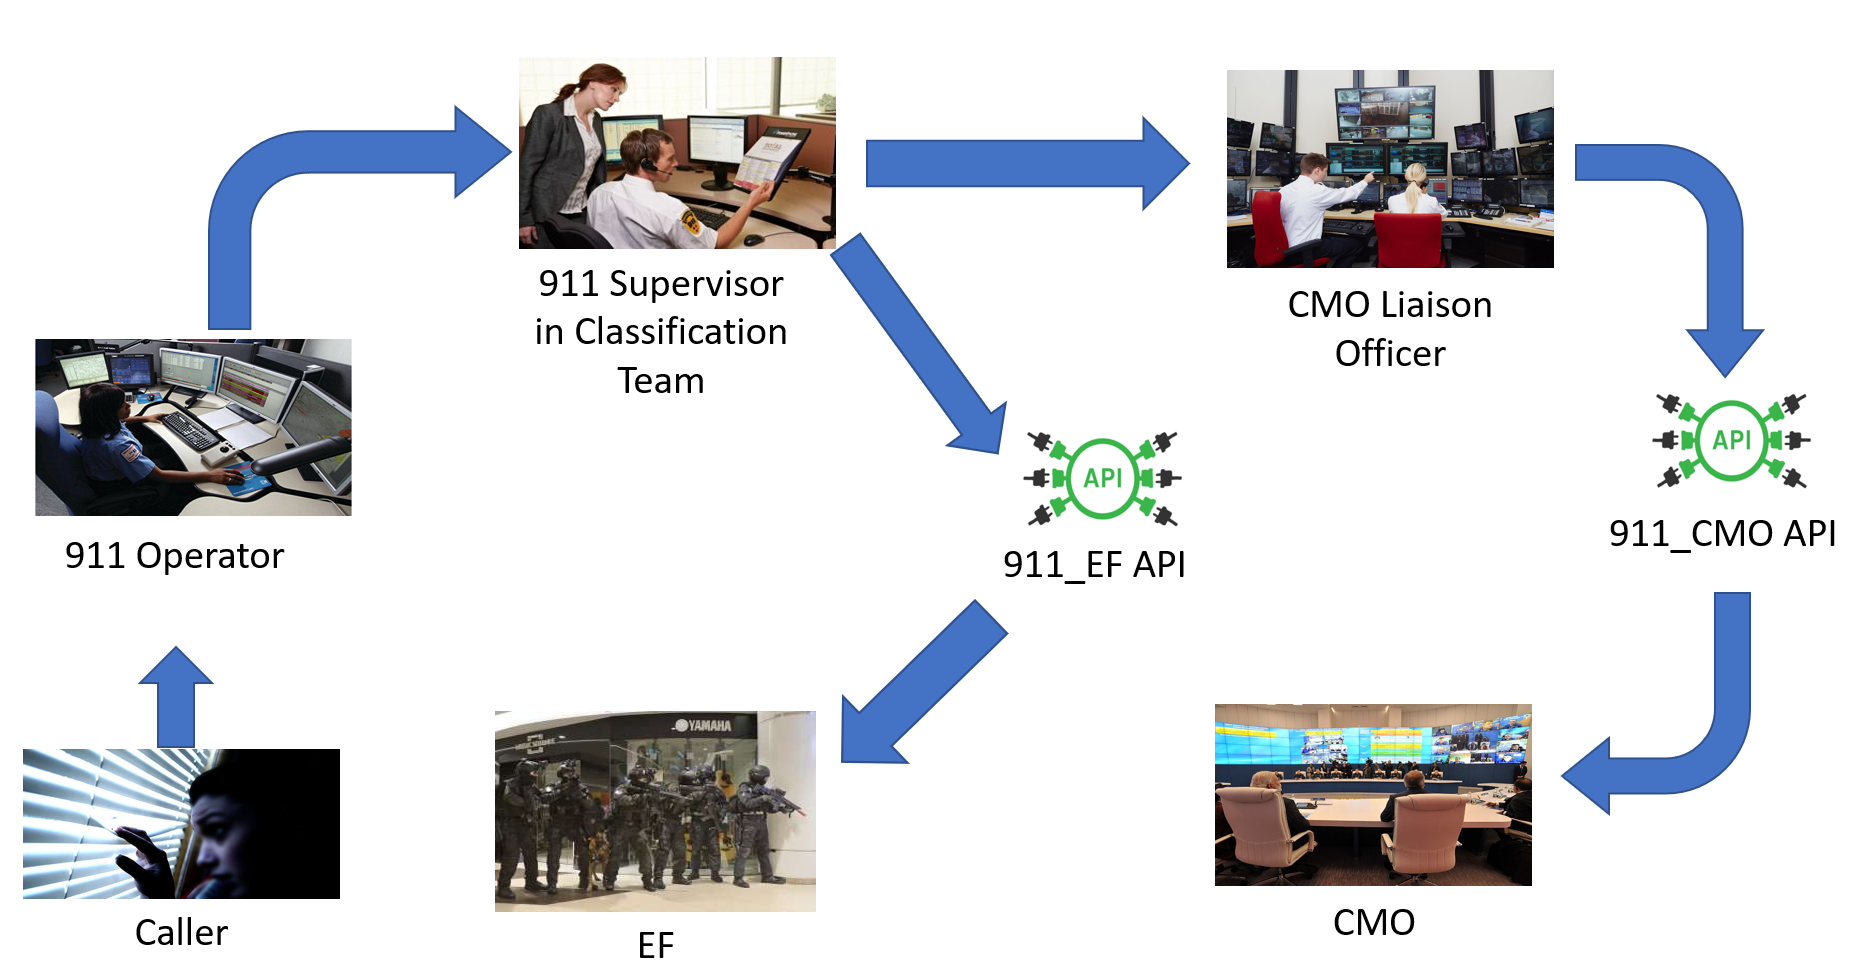 911 Supervisor
in Classification
Team
CMO Liaison
Officer
911 Operator
API
911_EF API
API
911_CMO API
YAMAHA
Caller
EF
CMO